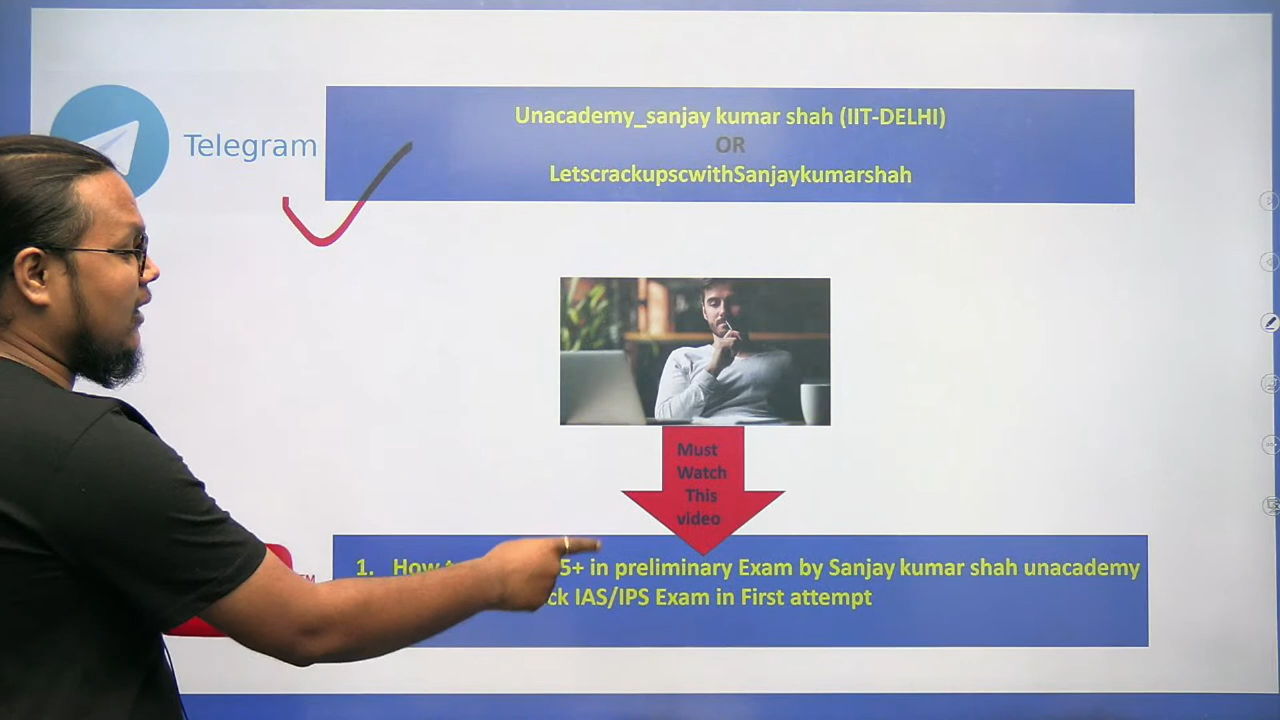 Telegram
Unacademy_sanjay kumar shah (IIT-DELHI)
OR
LetscrackupscwithSanjaykumarshah
Must
Watch
This
video
1. How 5+ in preliminary Exam by Sanjay kumar shah unacademy
IAS/IPS Exam in First attempt